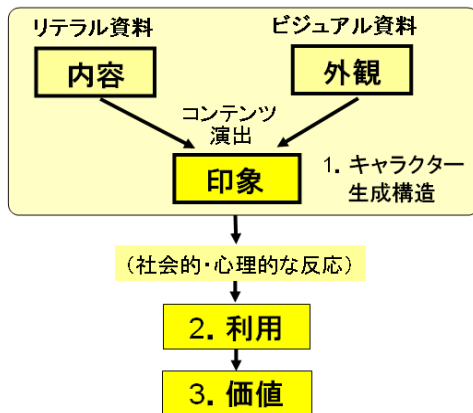 リテラル資料
ビジュアル資料
内容
外観
コンテンツ
演出
印象
1. キャラクター
生成構造
(社会的・心理的な反応)
2. 利用
3. 価値